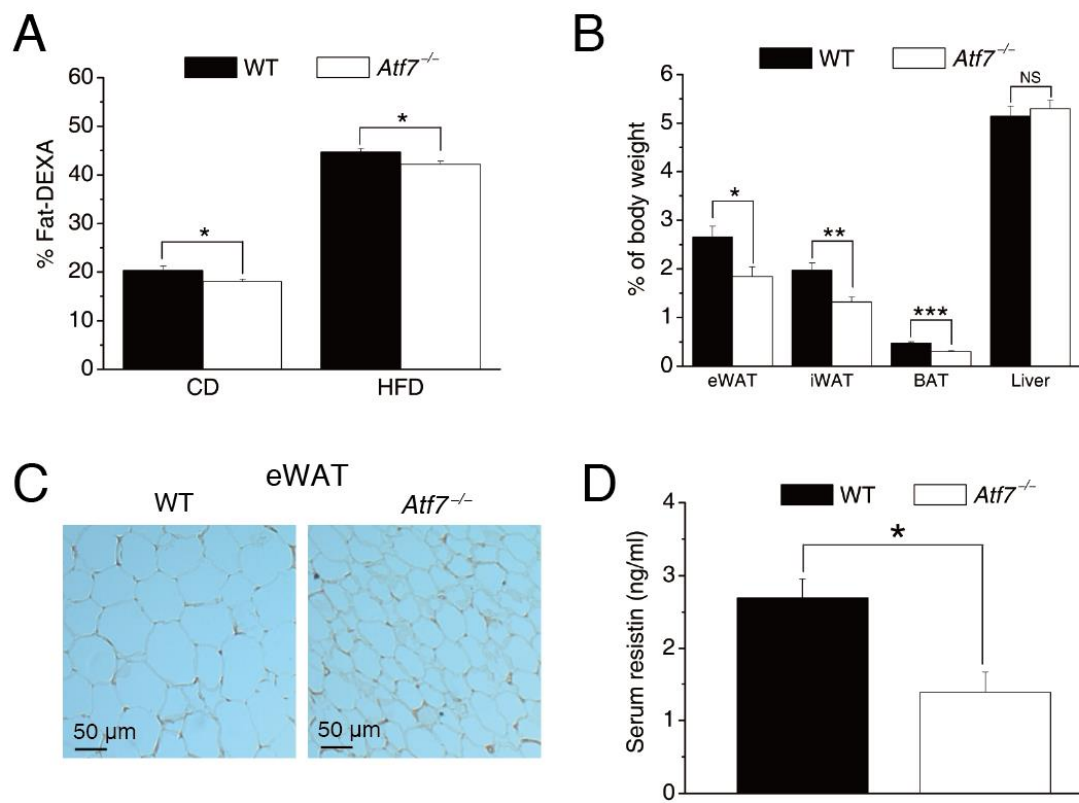 A
WT Atf7⁻/⁻
60
50
40
30
20
10
0
% Fat-DEXA
*
*
CD HFD
B
WT Atf7⁻/⁻
6
5
4
3
2
1
0
% of body weight
*
**
***
NS
eWAT iWAT BAT Liver
C
eWAT
WT Atf7⁻/⁻
50 µm 50 µm
D
WT Atf7⁻/⁻
4
3
2
1
0
Serum resistin (ng/ml)
*